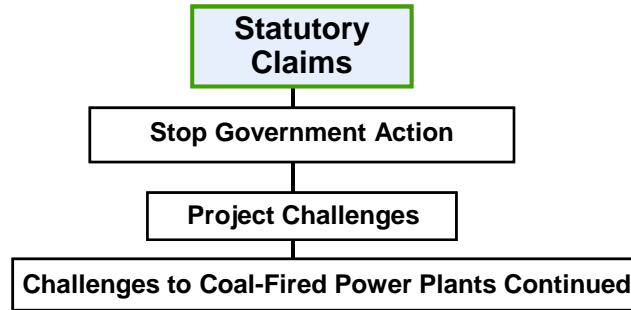 Statutory
Claims
Stop Government Action
Project Challenges
Challenges to Coal-Fired Power Plants Continued